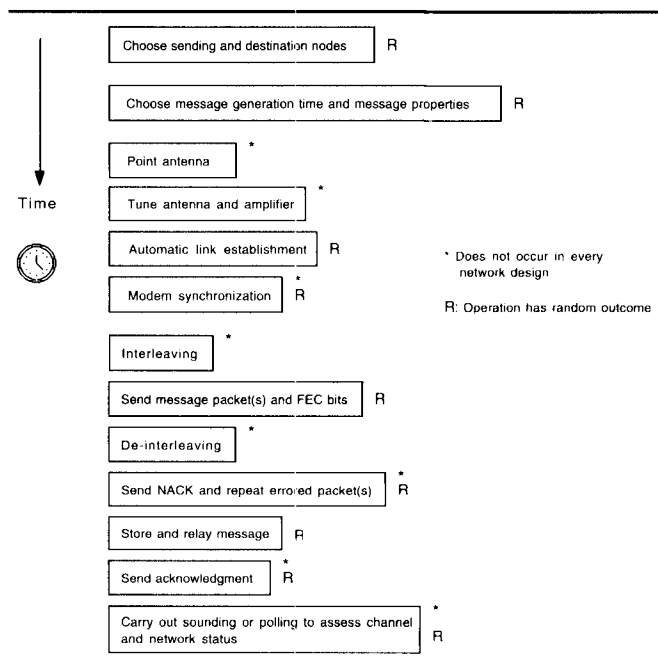 Choose sending and destination nodes R
Choose message generation time and message properties R
Point antenna *
Time
Tune antenna and amplifier *
Automatic link establishment R
* Does not occur in every
network design
Modem synchronization * R
R: Operation has random outcome
Interleaving *
Send message packet(s) and FEC bits R
De-interleaving *
Send NACK and repeat errored packet(s) * R
Store and relay message R
Send acknowledgment * R
Carry out sounding or polling to assess channel *
and network status R